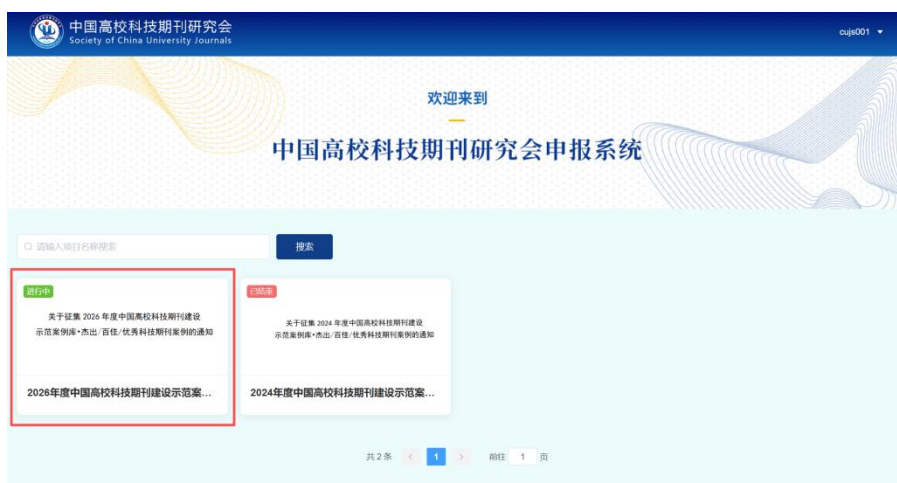 中国高校科技期刊研究会
Society of China University Journals
cujs001
欢迎来到
中国高校科技期刊研究会申报系统
请输入项目名称搜索
搜索
进行中
关于征集 2026 年度中国高校科技期刊建设
示范案例库•杰出/百佳/优秀科技期刊案例的通知
2026年度中国高校科技期刊建设示范案...
已结束
关于征集 2024 年度中国高校科技期刊建设
示范案例库•杰出/百佳/优秀科技期刊案例的通知
2024年度中国高校科技期刊建设示范案...
共 2 条 < 1 > 前往 1 页